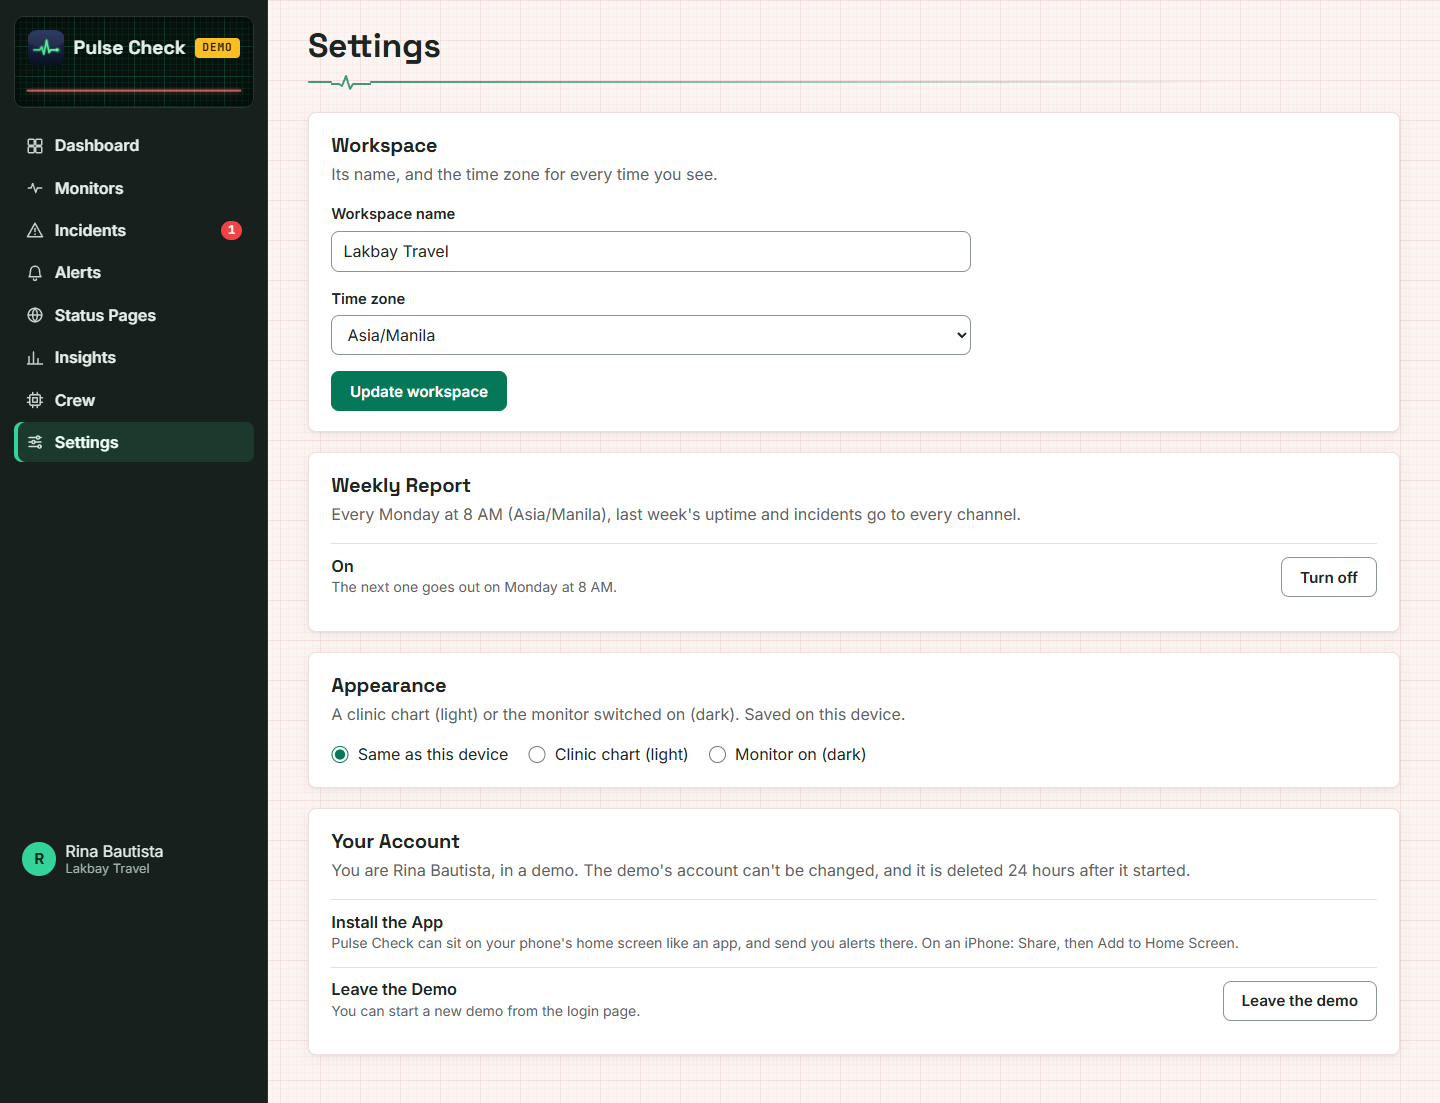 Pulse Check DEMO
Dashboard
Monitors
Incidents 1
Alerts
Status Pages
Insights
Crew
Settings
R Rina Bautista
Lakbay Travel
Settings
Workspace
Its name, and the time zone for every time you see.
Workspace name
Lakbay Travel
Time zone
Asia/Manila
Update workspace
Weekly Report
Every Monday at 8 AM (Asia/Manila), last week's uptime and incidents go to every channel.
On
The next one goes out on Monday at 8 AM.
Turn off
Appearance
A clinic chart (light) or the monitor switched on (dark). Saved on this device.
Same as this device Clinic chart (light) Monitor on (dark)
Your Account
You are Rina Bautista, in a demo. The demo's account can't be changed, and it is deleted 24 hours after it started.
Install the App
Pulse Check can sit on your phone's home screen like an app, and send you alerts there. On an iPhone: Share, then Add to Home Screen.
Leave the Demo
You can start a new demo from the login page.
Leave the demo